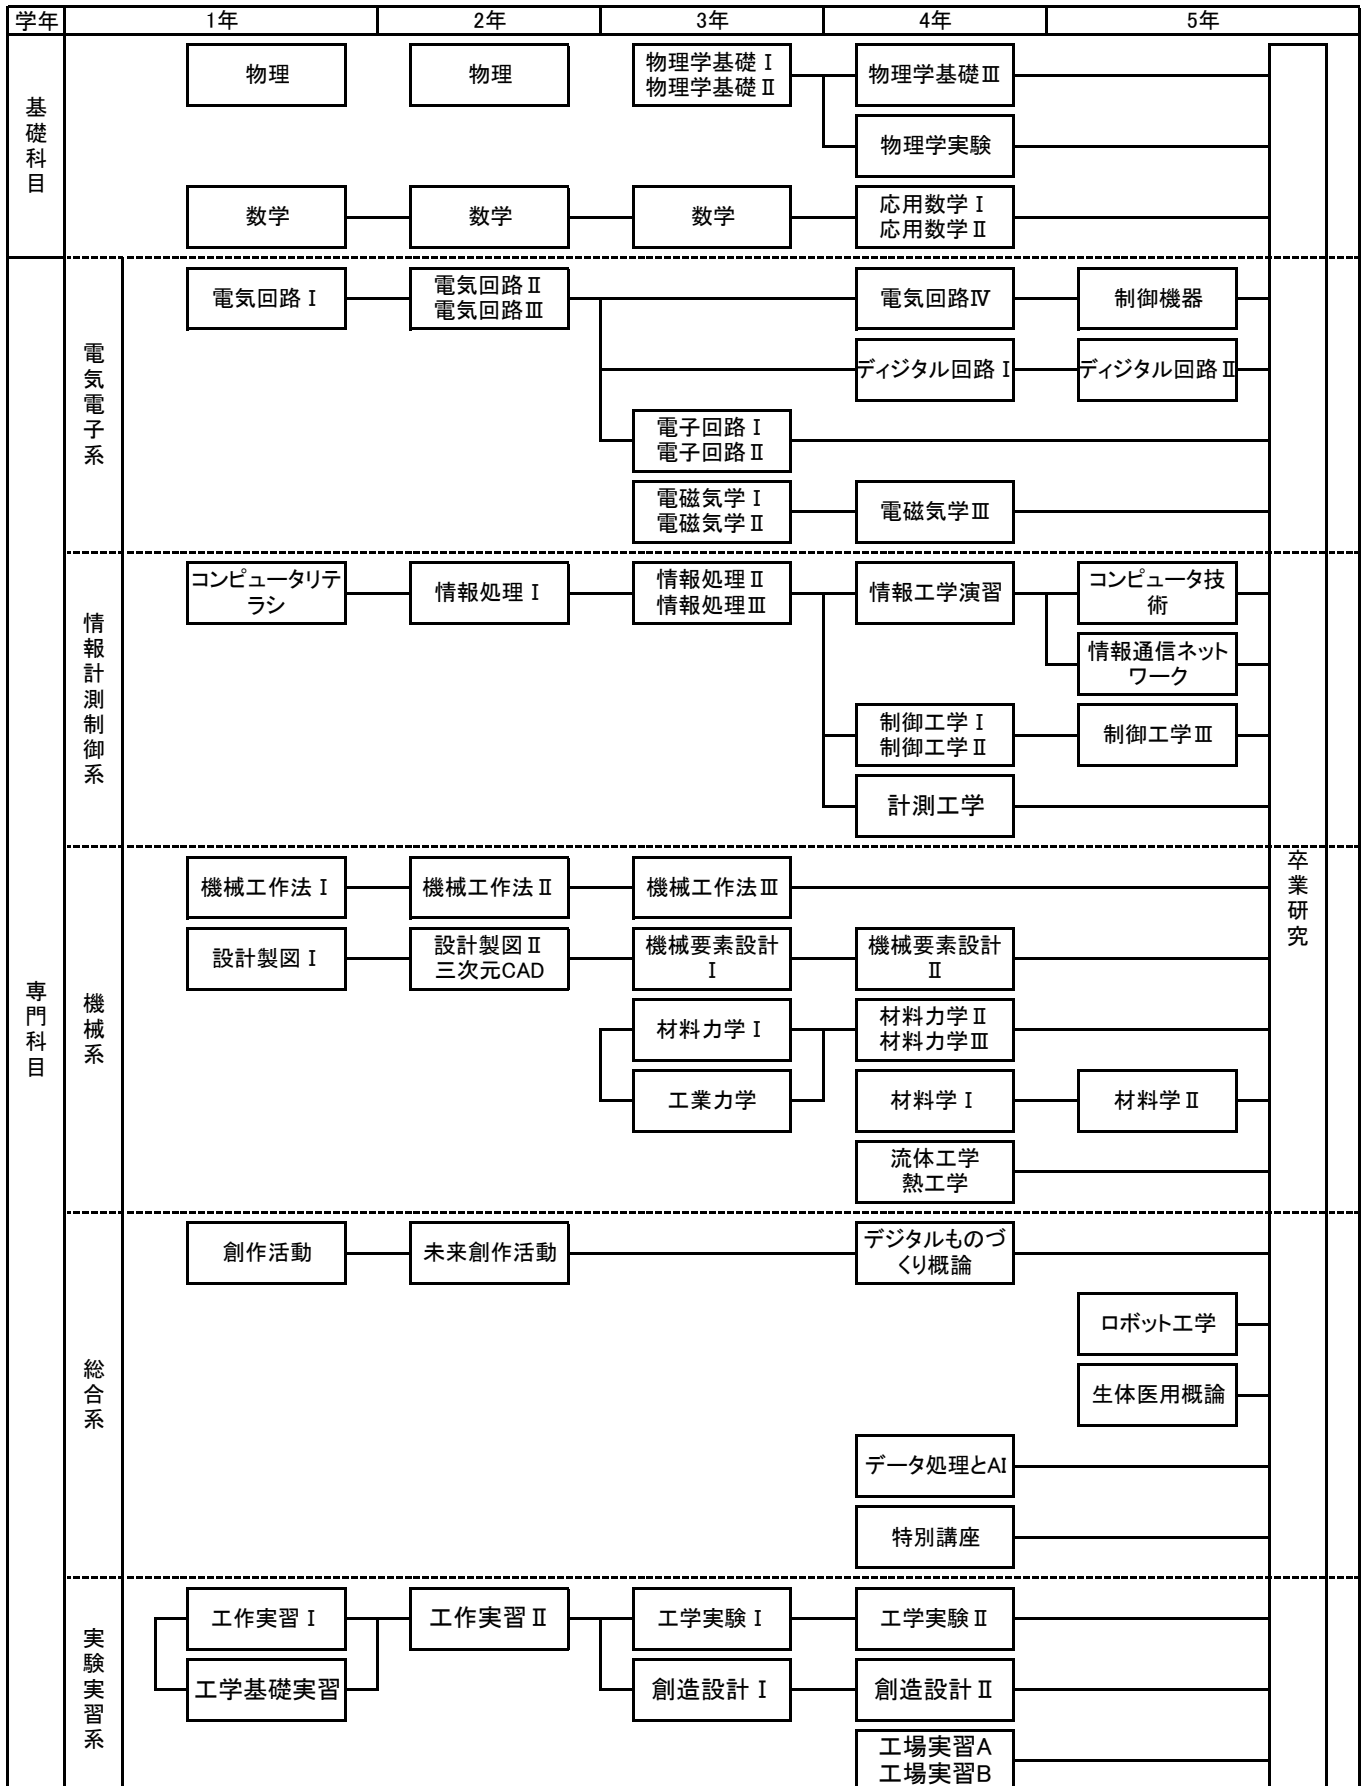 学年
1年
2年
3年
4年
5年
基礎科目
物理
物理
物理学基礎Ⅰ
物理学基礎Ⅱ
物理学基礎Ⅲ
物理学実験
数学
数学
数学
応用数学Ⅰ
応用数学Ⅱ
専門科目
電気電子系
電気回路Ⅰ
電気回路Ⅱ
電気回路Ⅲ
電気回路Ⅳ
制御機器
ディジタル回路Ⅰ
ディジタル回路Ⅱ
電子回路Ⅰ
電子回路Ⅱ
電磁気学Ⅰ
電磁気学Ⅱ
電磁気学Ⅲ
情報計測制御系
コンピュータリテ
ラシ
情報処理Ⅰ
情報処理Ⅱ
情報処理Ⅲ
情報工学演習
コンピュータ技
術
情報通信ネット
ワーク
制御工学Ⅰ
制御工学Ⅱ
制御工学Ⅲ
計測工学
機械系
機械工作法Ⅰ
機械工作法Ⅱ
機械工作法Ⅲ
設計製図Ⅰ
設計製図Ⅱ
三次元CAD
機械要素設計
Ⅰ
機械要素設計
Ⅱ
材料力学Ⅰ
材料力学Ⅱ
材料力学Ⅲ
工業力学
材料学Ⅰ
材料学Ⅱ
流体工学
熱工学
総合系
創作活動
未来創作活動
デジタルものづ
くり概論
ロボット工学
生体医用概論
データ処理とAI
特別講座
実験実習系
工作実習Ⅰ
工作実習Ⅱ
工学実験Ⅰ
工学実験Ⅱ
工学基礎実習
創造設計Ⅰ
創造設計Ⅱ
工場実習A
工場実習B
卒業研究